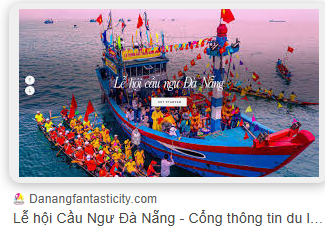 Lễ hội cầu ngư Đà Nẵng
GET STARTED
Danangfantasticity.com
Lễ hội Cầu Ngư Đà Nẵng - Cổng thông tin du l...